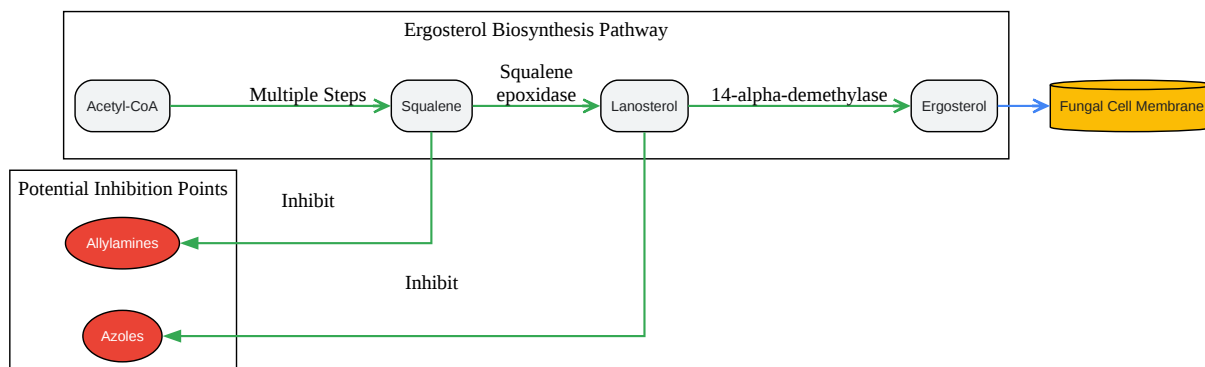 Ergosterol Biosynthesis Pathway
Acetyl-CoA
Multiple Steps
Squalene
Squalene
epoxidase
Lanosterol
14-alpha-demethylase
Ergosterol
Fungal Cell Membrane
Potential Inhibition Points
Inhibit
Allylamines
Inhibit
Azoles